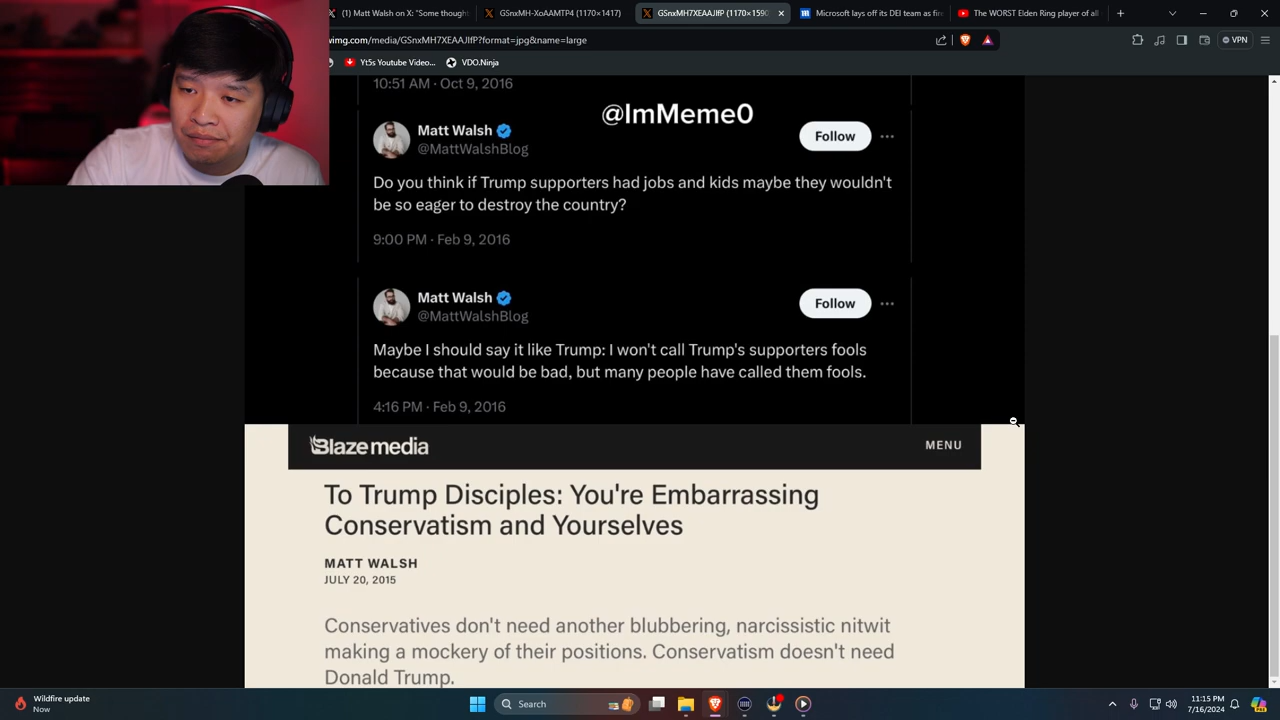 (1) Matt Walsh on X: "Some though
GSnxMH-XoAAMTP4 (1170×1417)
GSnxMH7XEAAJIfP (1170×1590
Microsoft lays off its DEI team as fire
The WORST Elden Ring player of all
wimg.com/media/GSnxMH7XEAAJIfP?format=jpg&name=large
VPN
Yt5s Youtube Video...
VDO.Ninja
10:51 AM · Oct 9, 2016
@ImMeme0
Matt Walsh
@MattWalshBlog
Follow
Do you think if Trump supporters had jobs and kids maybe they wouldn't
be so eager to destroy the country?
9:00 PM · Feb 9, 2016
Matt Walsh
@MattWalshBlog
Follow
Maybe I should say it like Trump: I won't call Trump's supporters fools
because that would be bad, but many people have called them fools.
4:16 PM · Feb 9, 2016
Blaze media
MENU
To Trump Disciples: You're Embarrassing
Conservatism and Yourselves
MATT WALSH
JULY 20, 2015
Conservatives don't need another blubbering, narcissistic nitwit
making a mockery of their positions. Conservatism doesn't need
Donald Trump.
Wildfire update
Now
Search
11:15 PM
7/16/2024